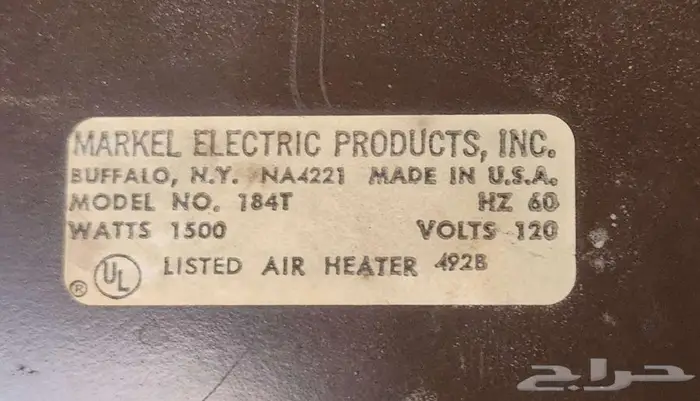 MARKEL ELECTRIC PRODUCTS, INC.
BUFFALO, N.Y. NA4221 MADE IN U.S.A.
MODEL NO. 184T HZ 60
WATTS 1500 VOLTS 120
® UL LISTED AIR HEATER 492B
حراج